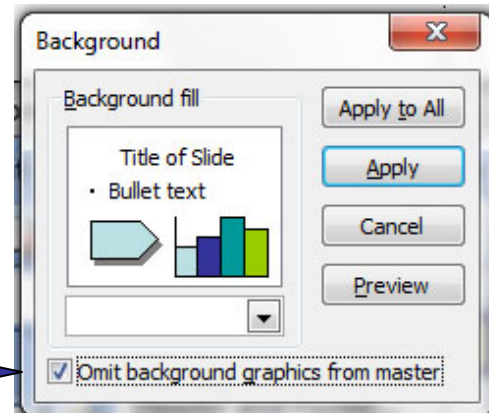 Background
Background fill
Title of Slide
• Bullet text
Apply to All
Apply
Cancel
Preview
Omit background graphics from master